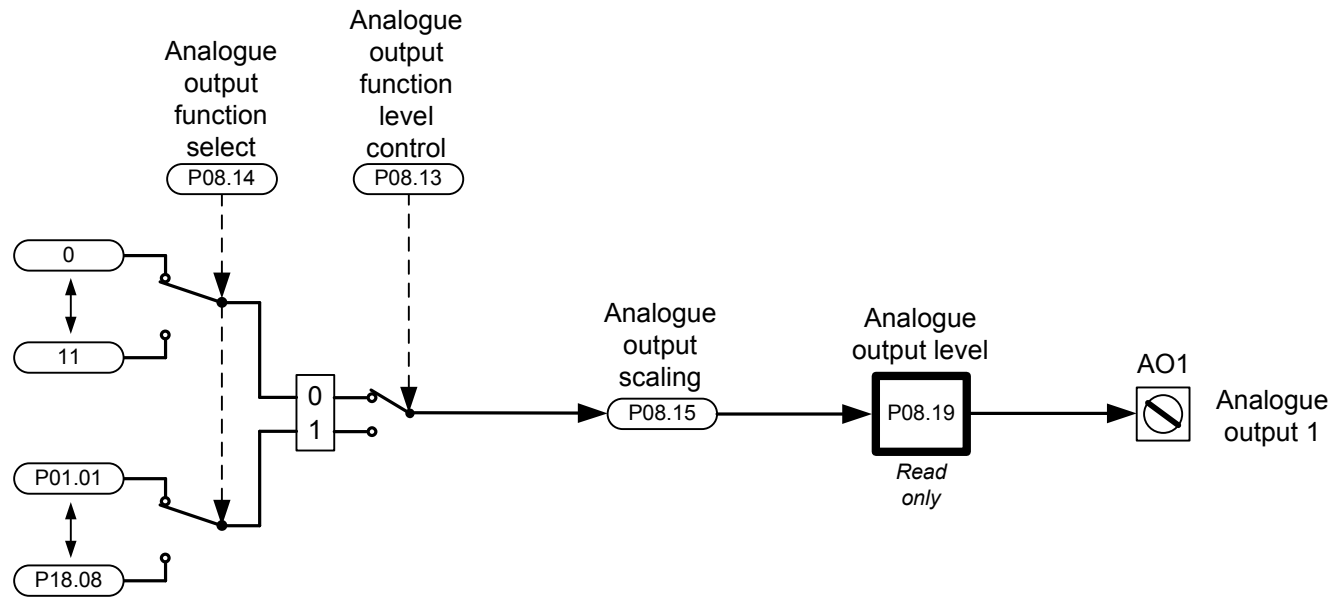 Analogue
output
function
select
P08.14
Analogue
output
function
level
control
P08.13
0
11
P01.01
P18.08
0
1
Analogue
output
scaling
P08.15
Analogue
output level
P08.19
Read
only
AO1
Analogue
output 1